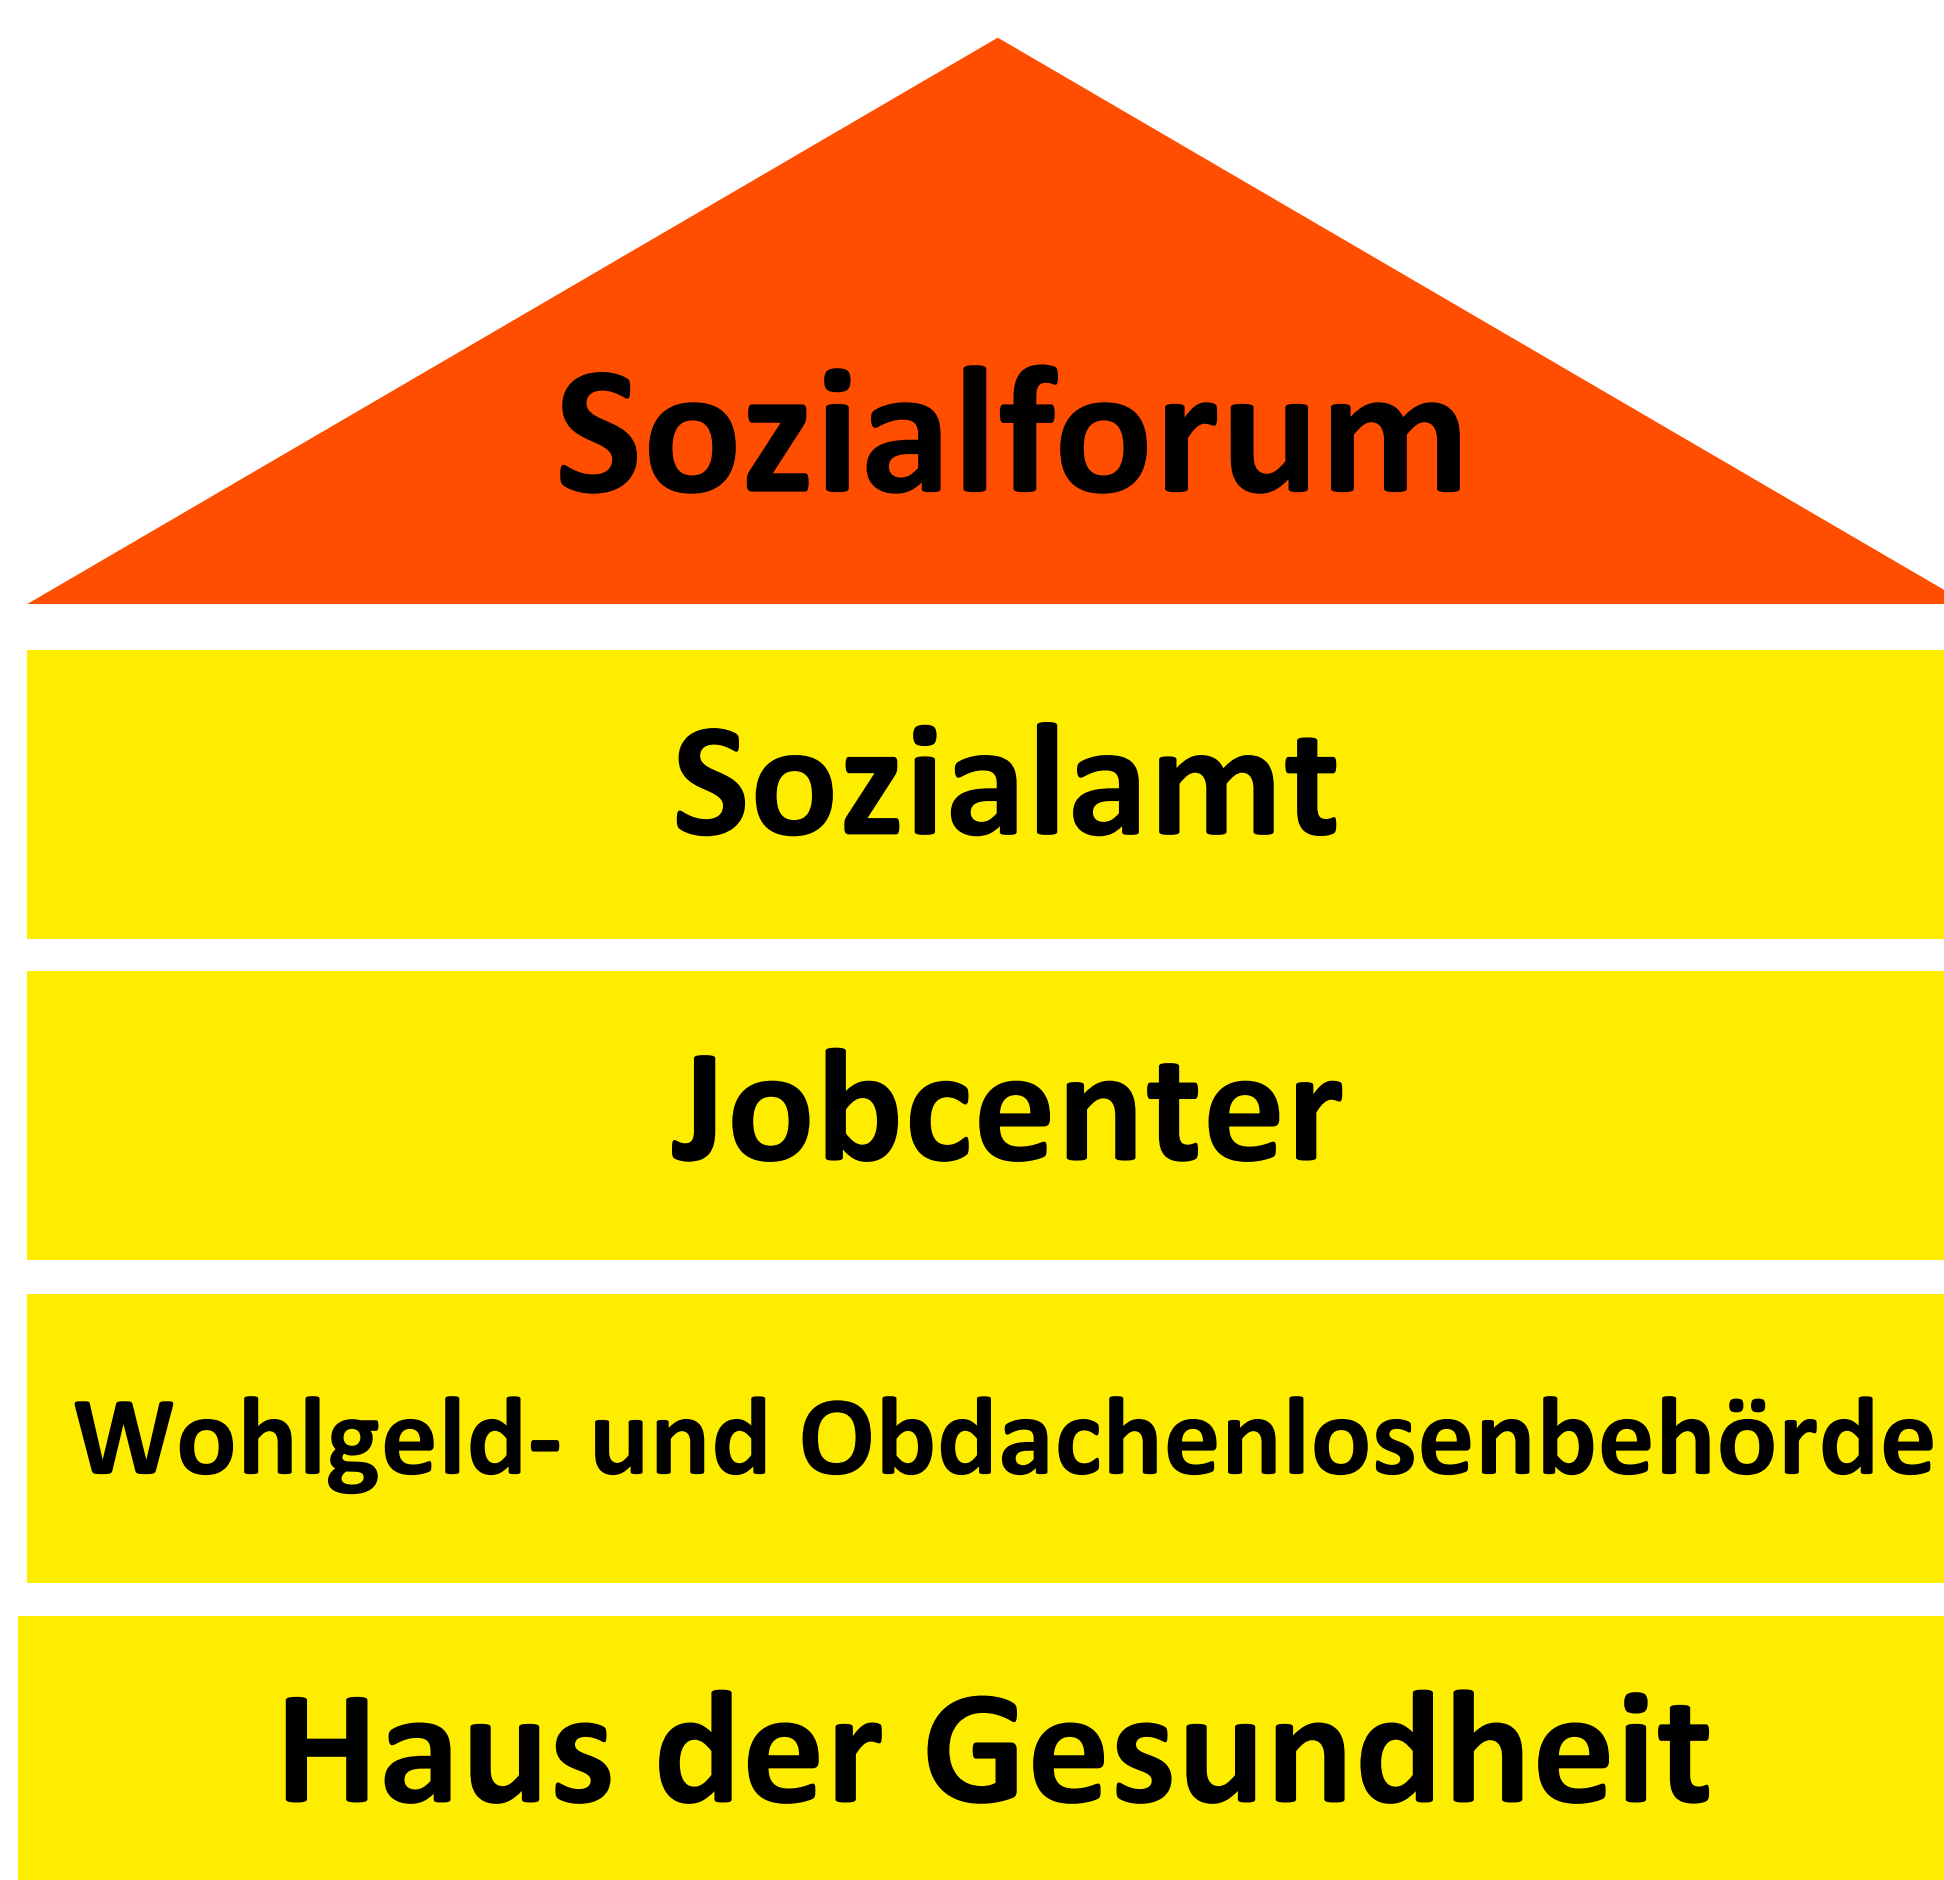 Sozialforum
Sozialamt
Jobcenter
Wohlgeld- und Obdachenlosenbehörde
Haus der Gesundheit